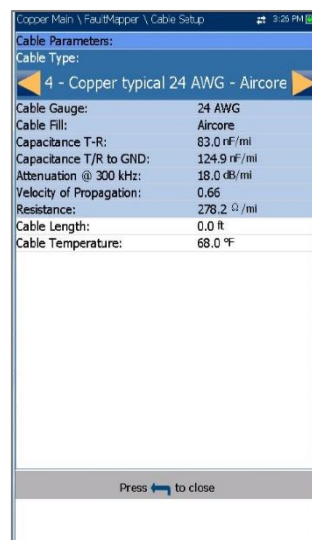 Copper Main \ FaultMapper \ Cable Setup 3:26 PM
Cable Parameters:
Cable Type:
4 - Copper typical 24 AWG - Aircore
Cable Gauge: 24 AWG
Cable Fill: Aircore
Capacitance T-R: 83.0 nF/mi
Capacitance T/R to GND: 124.9 nF/mi
Attenuation @ 300 kHz: 18.0 dB/mi
Velocity of Propagation: 0.66
Resistance: 278.2 Ω/mi
Cable Length: 0.0 ft
Cable Temperature: 68.0 °F
Press to close